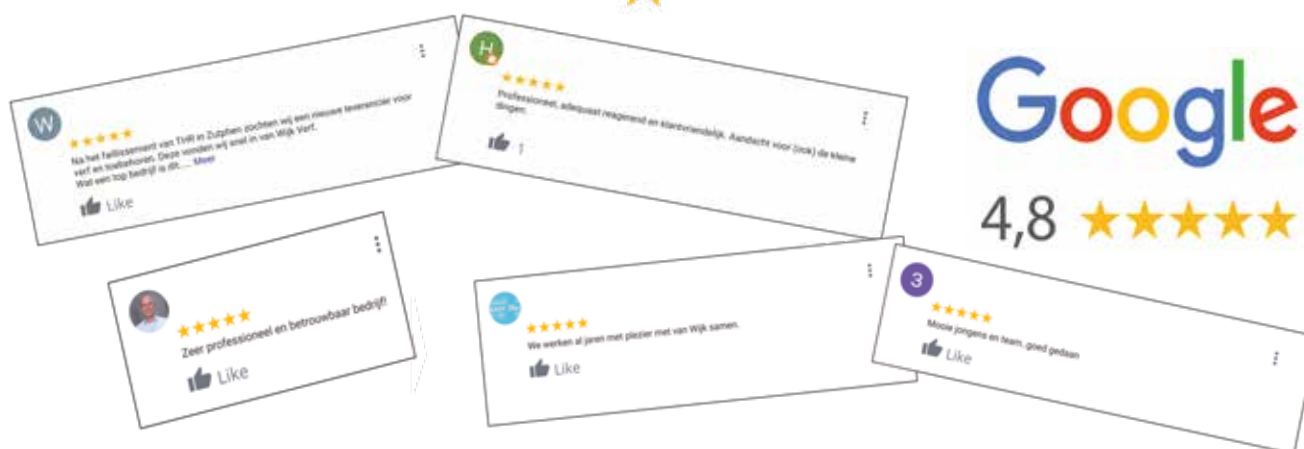 W
Na het faillissement van THR in Zutphen zochten wij een nieuwe leverancier voor
verf en toebehoren. Deze vonden wij snel in van Wijk Verf.
Wat een top bedrijf is dit..... Meer
Like
H
Professioneel, adequaat reagerend en klantvriendelijk. Aandacht voor (ook) de kleine
dingen.
1
Google
4,8
Zeer professioneel en betrouwbaar bedrijf!
Like
We werken al jaren met plezier met van Wijk samen.
Like
3
Mooie jongens en team, goed gedaan
Like